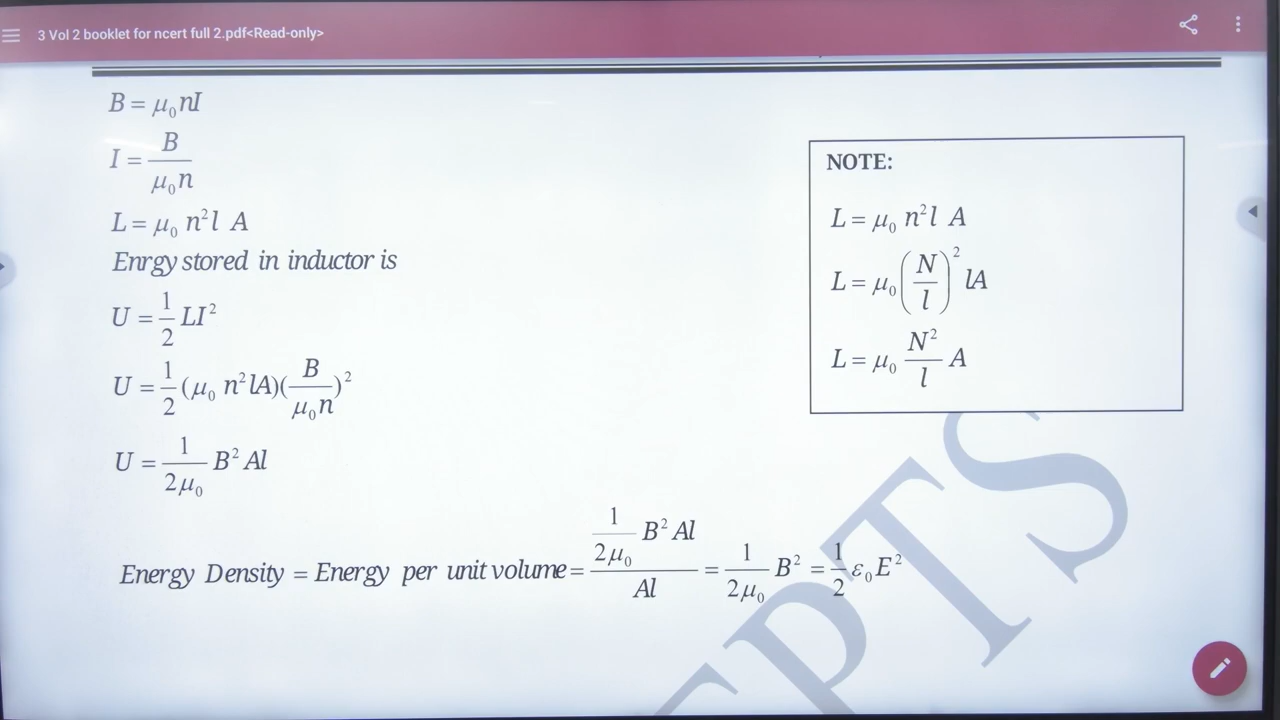 3 Vol 2 booklet for ncert full 2.pdf<Read-only>
B = μ₀nI
I = B / μ₀n
L = μ₀ n²l A
Enrgy stored in inductor is
U = 1/2 LI²
U = 1/2 (μ₀ n²lA)(B / μ₀n)²
U = 1/2μ₀ B² Al
Energy Density = Energy per unit volume = (1/2μ₀ B² Al) / Al = 1/2μ₀ B² = 1/2 ε₀E²
NOTE:
L = μ₀ n²l A
L = μ₀ (N/l)² lA
L = μ₀ N²/l A